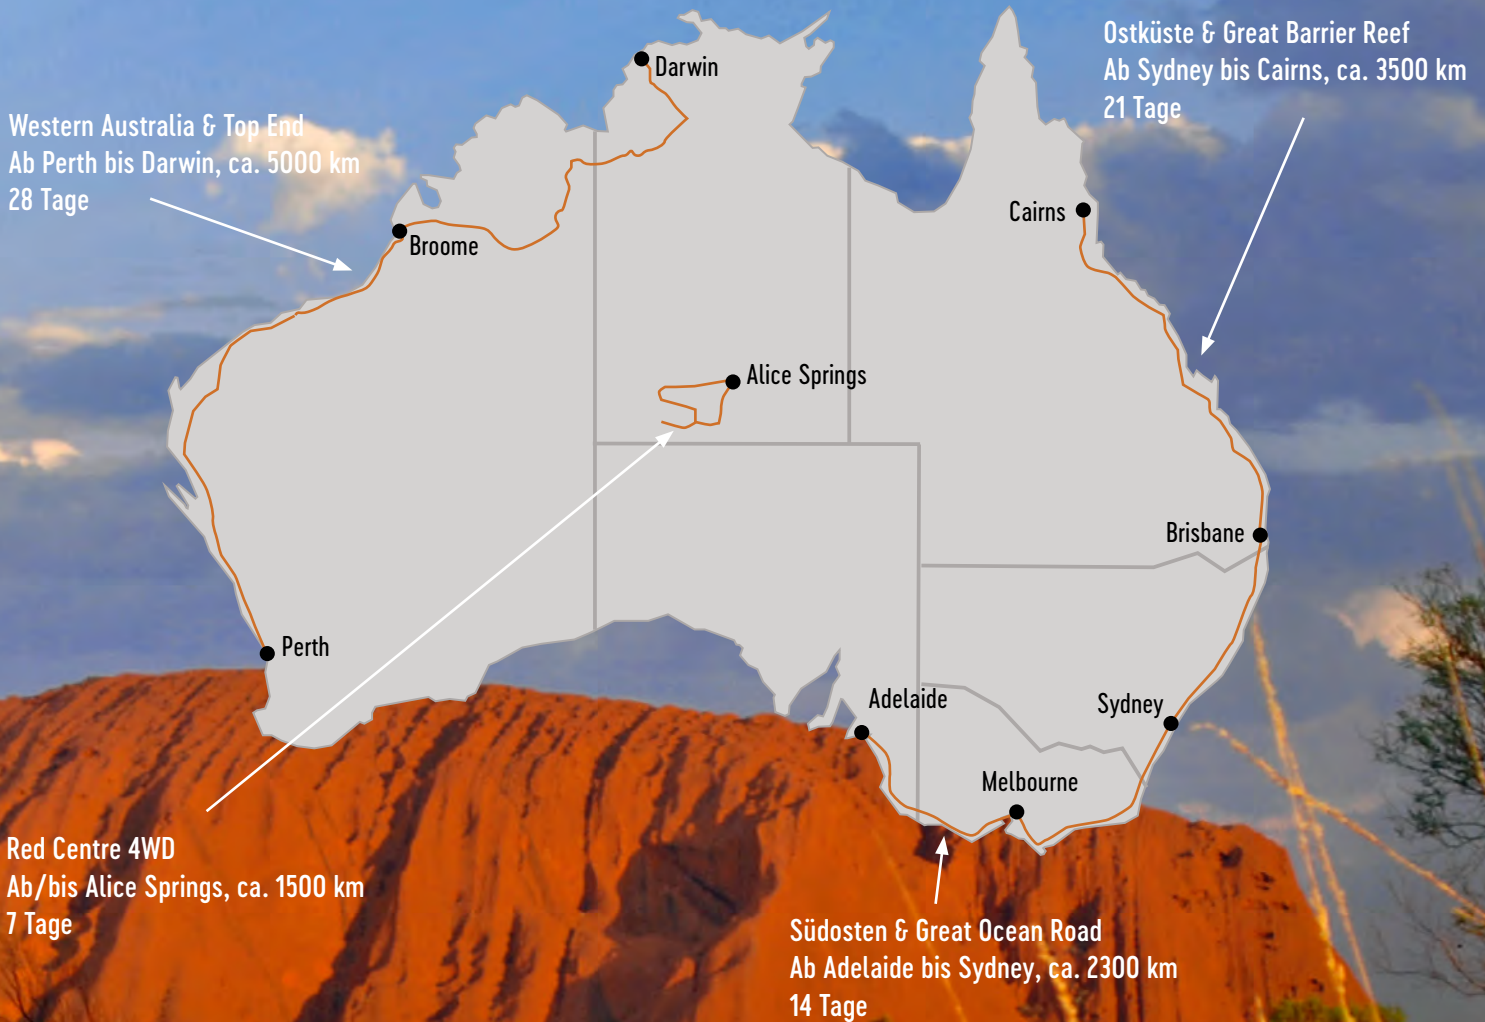 Ostküste & Great Barrier Reef
Ab Sydney bis Cairns, ca. 3500 km
21 Tage
Darwin
Western Australia & Top End
Ab Perth bis Darwin, ca. 5000 km
28 Tage
Cairns
Broome
Alice Springs
Brisbane
Perth
Adelaide
Sydney
Melbourne
Red Centre 4WD
Ab/bis Alice Springs, ca. 1500 km
7 Tage
Südosten & Great Ocean Road
Ab Adelaide bis Sydney, ca. 2300 km
14 Tage